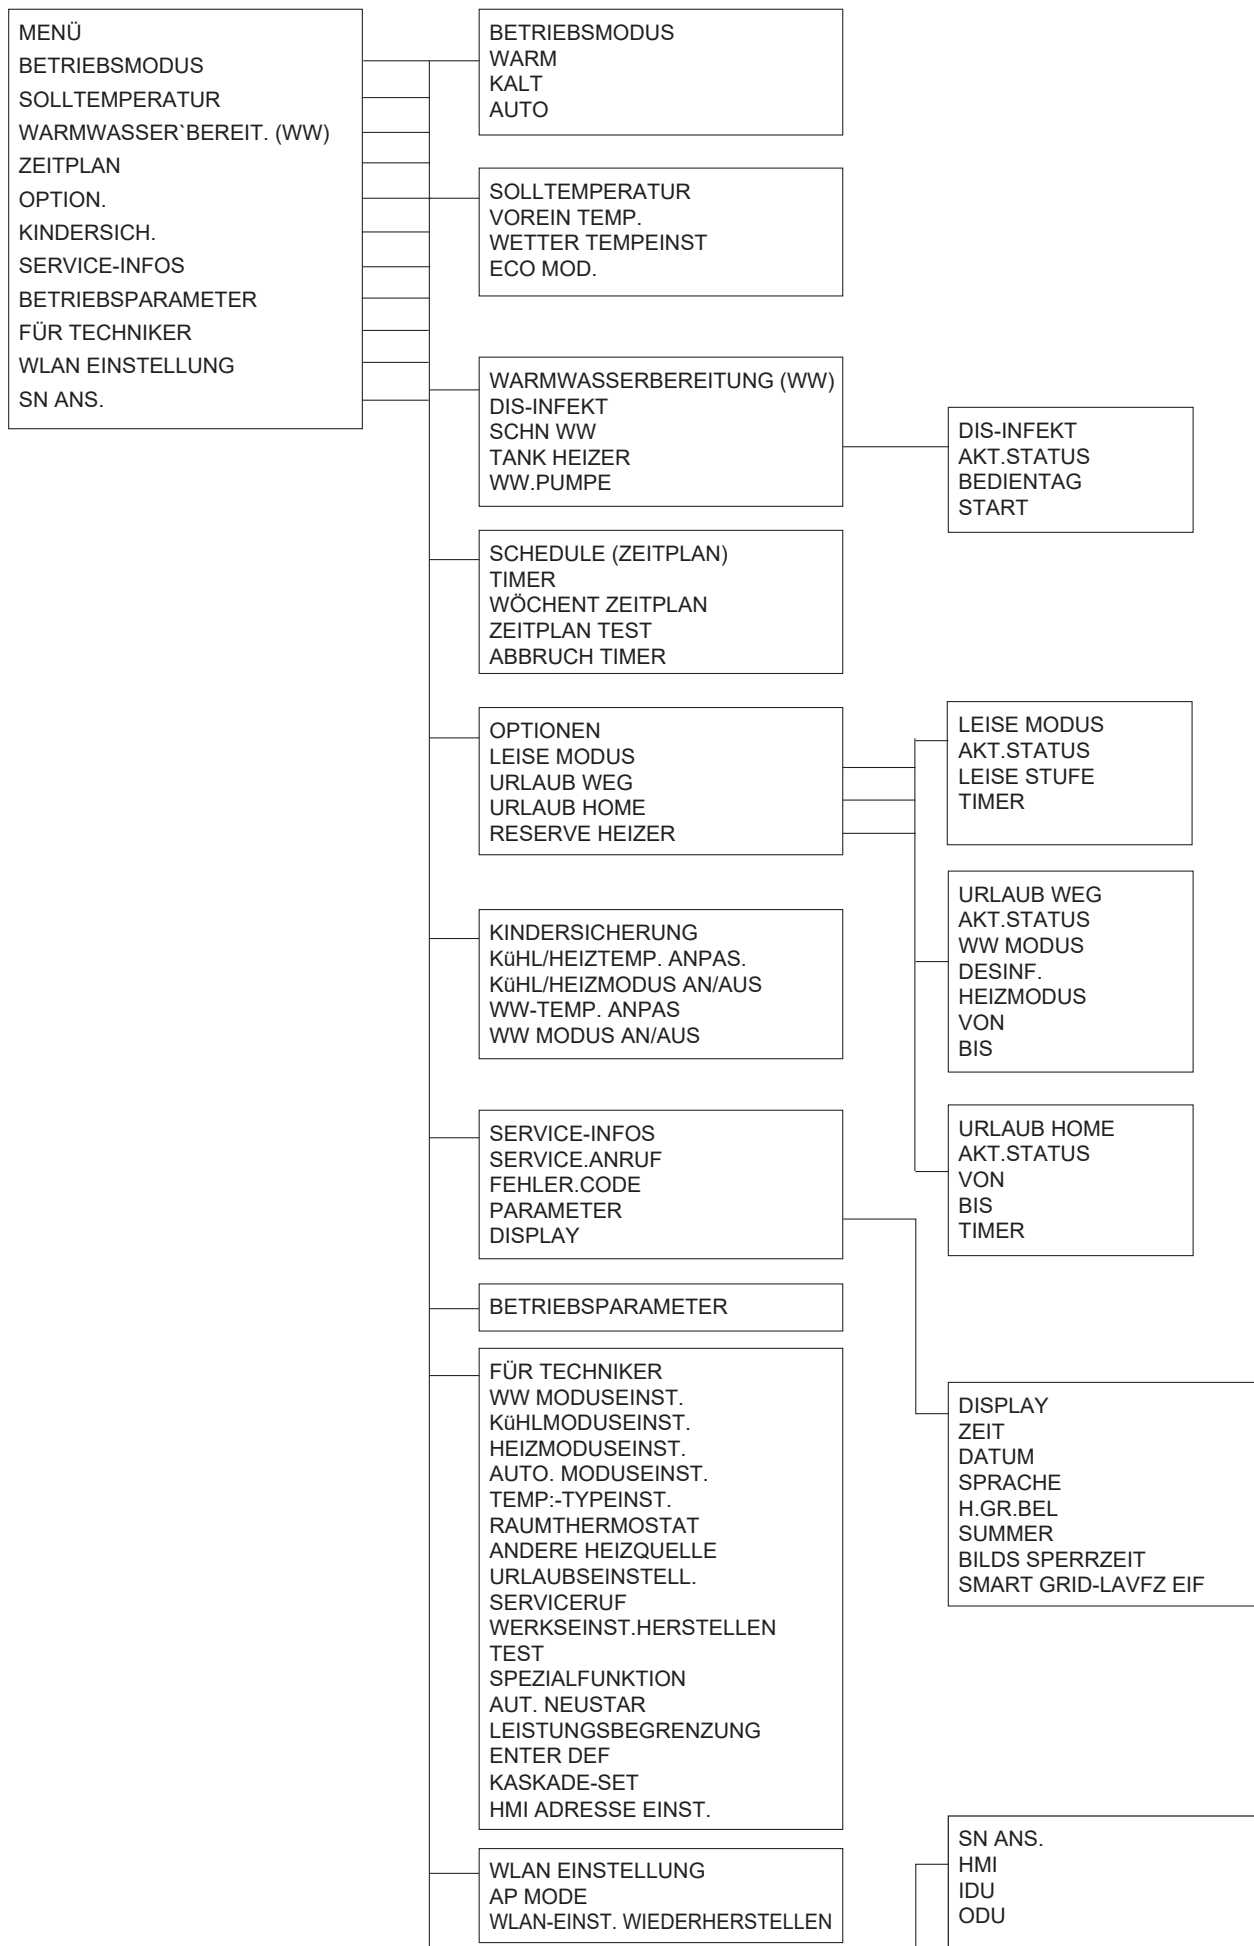 MENÜ
BETRIEBSMODUS
SOLLTEMPERATUR
WARMWASSER`BEREIT. (WW)
ZEITPLAN
OPTION.
KINDERSICH.
SERVICE-INFOS
BETRIEBSPARAMETER
FÜR TECHNIKER
WLAN EINSTELLUNG
SN ANS.
BETRIEBSMODUS
WARM
KALT
AUTO
SOLLTEMPERATUR
VOREIN TEMP.
WETTER TEMPEINST
ECO MOD.
WARMWASSERBEREITUNG (WW)
DIS-INFEKT
SCHN WW
TANK HEIZER
WW.PUMPE
DIS-INFEKT
AKT.STATUS
BEDIENTAG
START
SCHEDULE (ZEITPLAN)
TIMER
WÖCHENT ZEITPLAN
ZEITPLAN TEST
ABBRUCH TIMER
OPTIONEN
LEISE MODUS
URLAUB WEG
URLAUB HOME
RESERVE HEIZER
LEISE MODUS
AKT.STATUS
LEISE STUFE
TIMER
URLAUB WEG
AKT.STATUS
WW MODUS
DESINF.
HEIZMODUS
VON
BIS
URLAUB HOME
AKT.STATUS
VON
BIS
TIMER
KINDERSICHERUNG
KüHL/HEIZTEMP. ANPAS.
KüHL/HEIZMODUS AN/AUS
WW-TEMP. ANPAS
WW MODUS AN/AUS
SERVICE-INFOS
SERVICE.ANRUF
FEHLER.CODE
PARAMETER
DISPLAY
DISPLAY
ZEIT
DATUM
SPRACHE
H.GR.BEL
SUMMER
BILDS SPERRZEIT
SMART GRID-LAVFZ EIF
BETRIEBSPARAMETER
FÜR TECHNIKER
WW MODUSEINST.
KüHLMODUSEINST.
HEIZMODUSEINST.
AUTO. MODUSEINST.
TEMP:-TYPEINST.
RAUMTHERMOSTAT
ANDERE HEIZQUELLE
URLAUBSEINSTELL.
SERVICERUF
WERKSEINST.HERSTELLEN
TEST
SPEZIALFUNKTION
AUT. NEUSTAR
LEISTUNGSBEGRENZUNG
ENTER DEF
KASKADE-SET
HMI ADRESSE EINST.
WLAN EINSTELLUNG
AP MODE
WLAN-EINST. WIEDERHERSTELLEN
SN ANS.
HMI
IDU
ODU